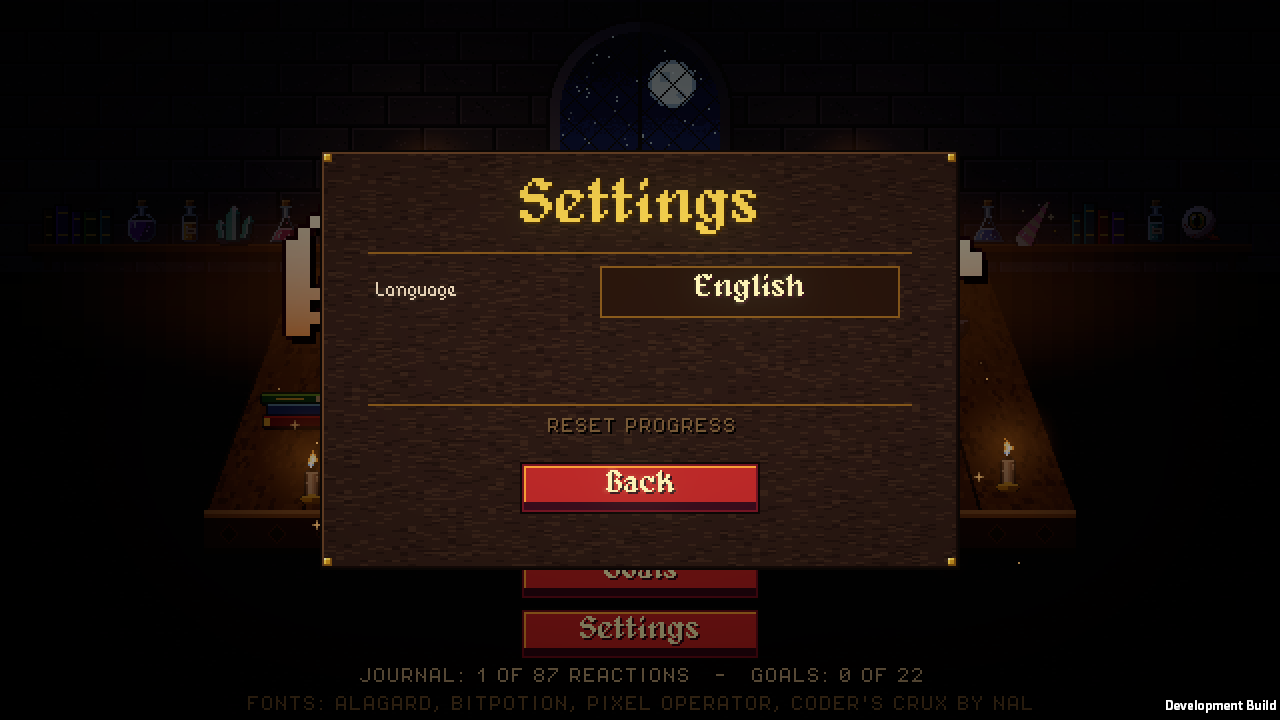 Settings
Language
English
RESET PROGRESS
Back
Goals
Settings
JOURNAL: 1 OF 87 REACTIONS - GOALS: 0 OF 22
FONTS: ALAGARD, BITPOTION, PIXEL OPERATOR, CODER'S CRUX BY NAL
Development Build